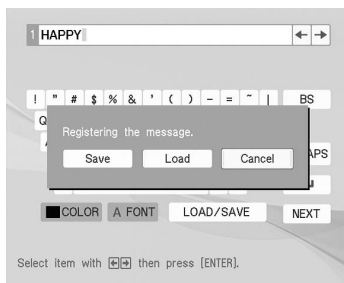 1 HAPPY ← →
! " # $ % & ' ( ) - = ~ | BS
Q
Registering the message.
Save Load Cancel
APS
COLOR A FONT LOAD/SAVE NEXT
Select item with ←→ then press [ENTER].